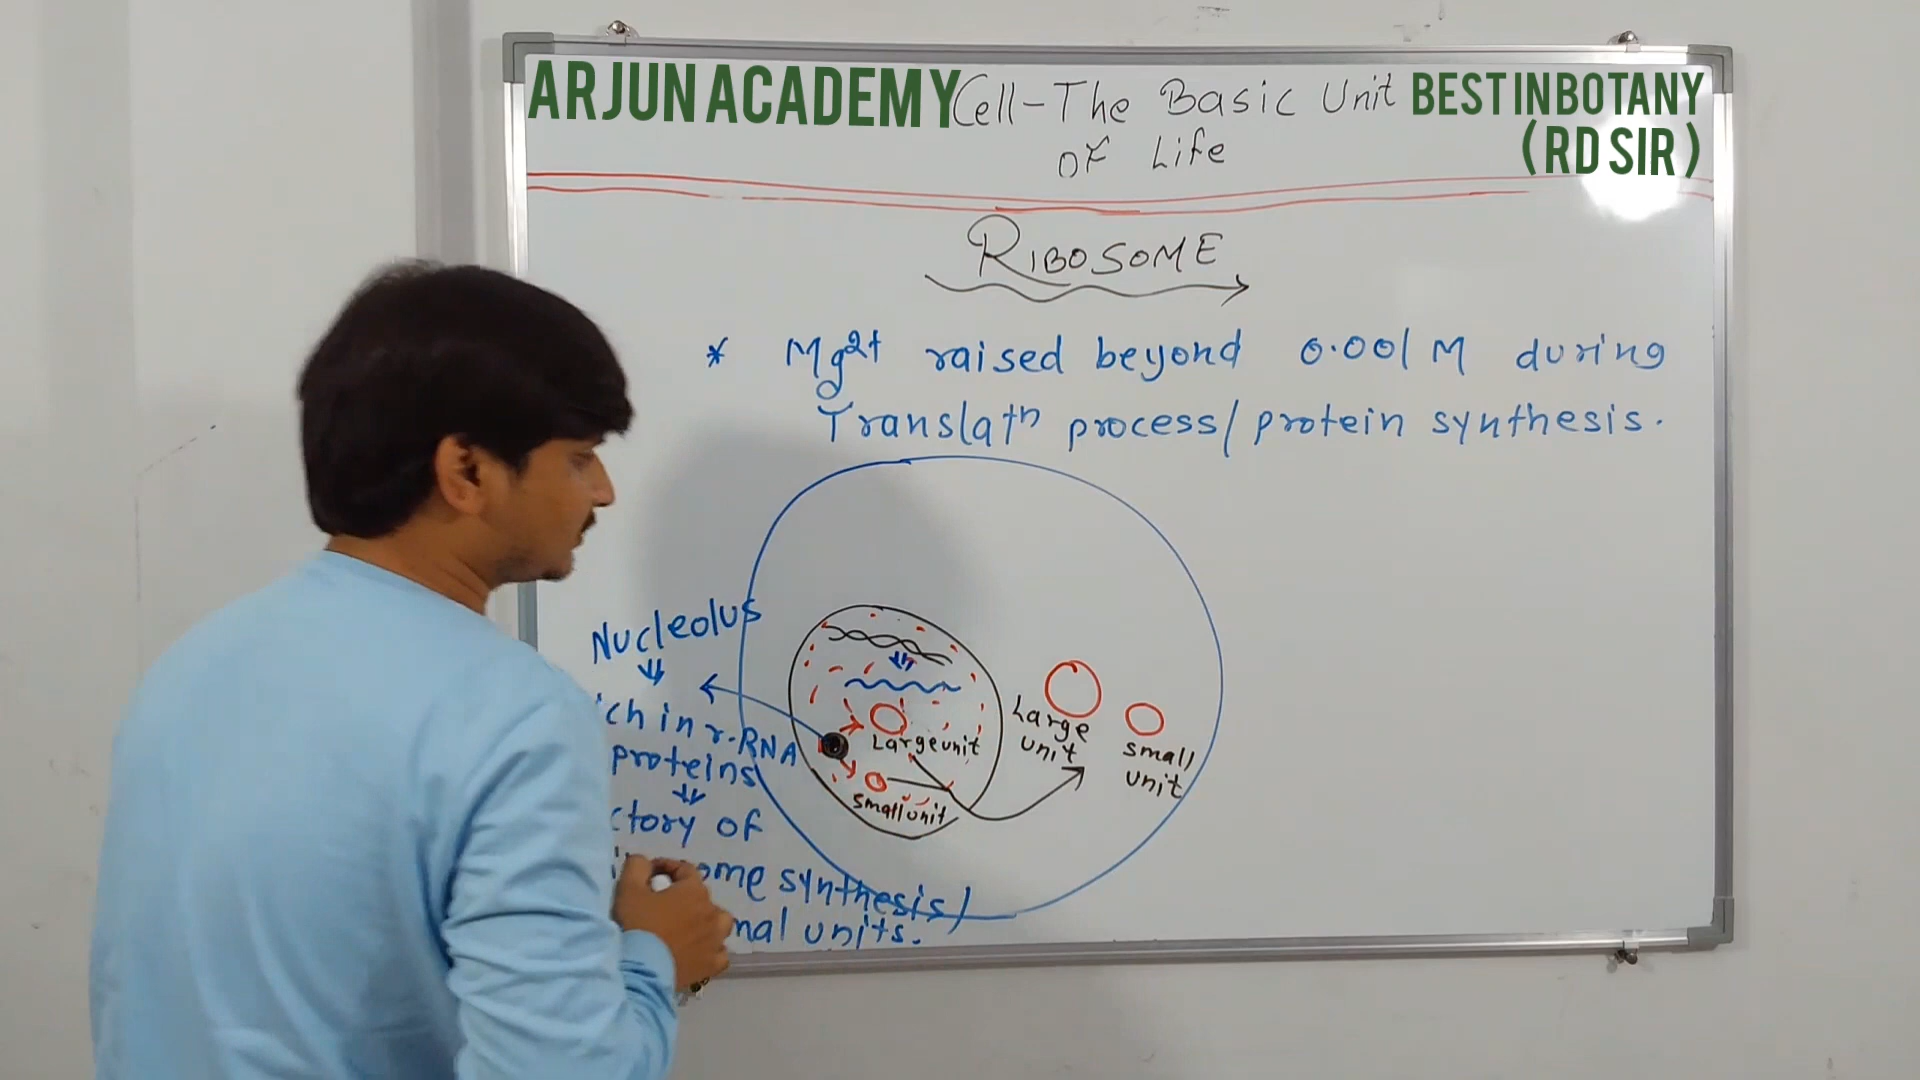 ARJUN ACADEMY
Cell-The Basic Unit
of Life
BEST IN BOTANY
(RD SIR)
RIBOSOME
* Mg2+ raised beyond 0.001 M during
Translatn process/protein synthesis.
Nucleolus
ich in r-RNA
proteins
ctory of
ome synthesis/
nal units.
Large unit
small unit
Large
unit
small
unit